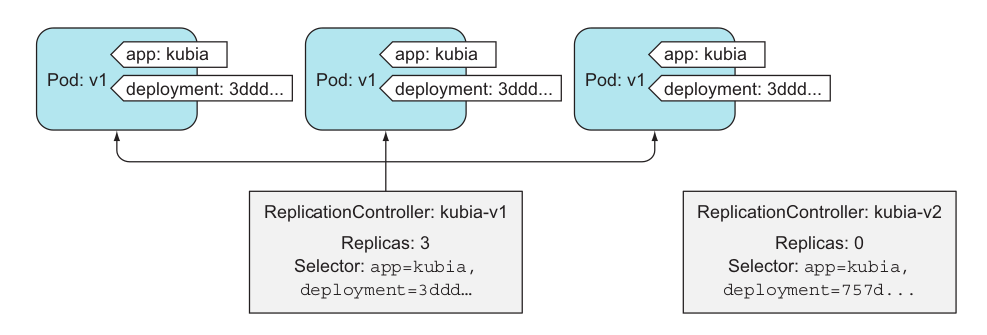 Pod: v1
app: kubia
deployment: 3ddd...
Pod: v1
app: kubia
deployment: 3ddd...
Pod: v1
app: kubia
deployment: 3ddd...
ReplicationController: kubia-v1
Replicas: 3
Selector: app=kubia,
deployment=3ddd…
ReplicationController: kubia-v2
Replicas: 0
Selector: app=kubia,
deployment=757d...